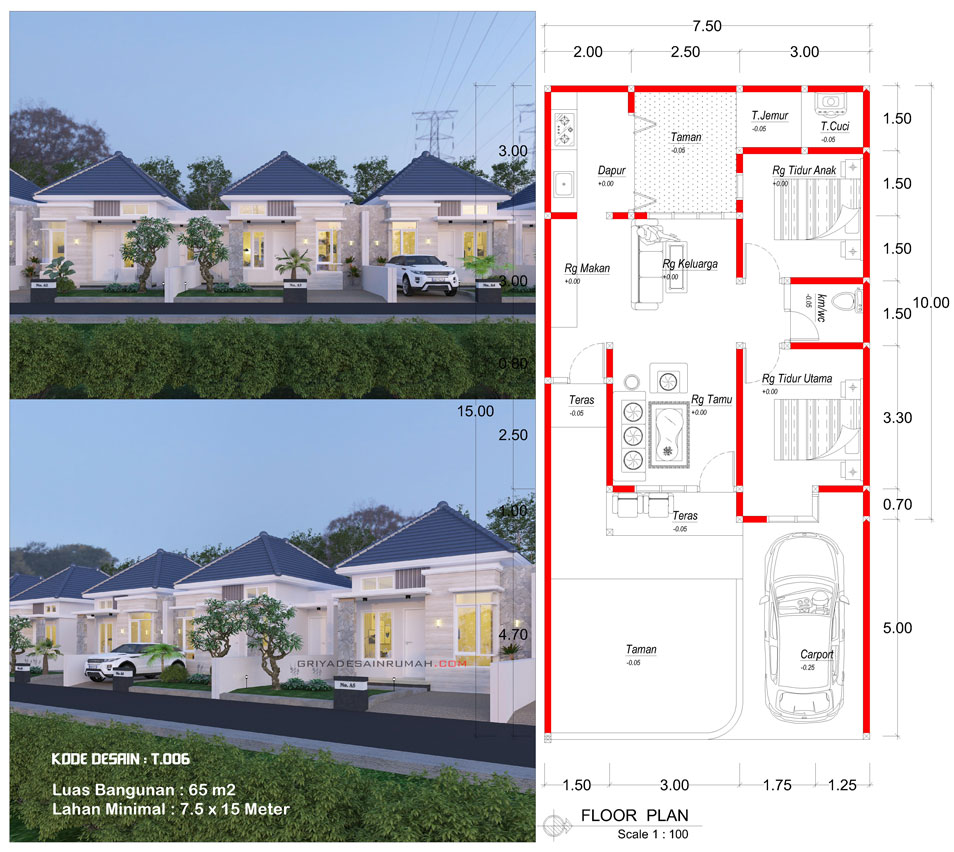 No. A2
No. A3
No. A4
GRIYADESAINRUMAH.COM
No. A5
KODE DESAIN : T.006
Luas Bangunan : 65 m2
Lahan Minimal : 7.5 x 15 Meter
3.00
3.00
0.80
15.00
2.50
1.00
4.70
7.50
2.00 2.50 3.00
Taman
-0.05
T.Jemur
-0.05
T.Cuci
-0.05
Dapur
+0.00
Rg Tidur Anak
+0.00
Rg Makan
+0.00
Rg Keluarga
+0.00
km/wc
-0.05
Teras
-0.05
Rg Tamu
+0.00
Rg Tidur Utama
+0.00
Teras
-0.05
Taman
-0.05
Carport
-0.25
1.50
1.50
1.50
1.50
10.00
3.30
0.70
5.00
1.50 3.00 1.75 1.25
FLOOR PLAN
Scale 1 : 100